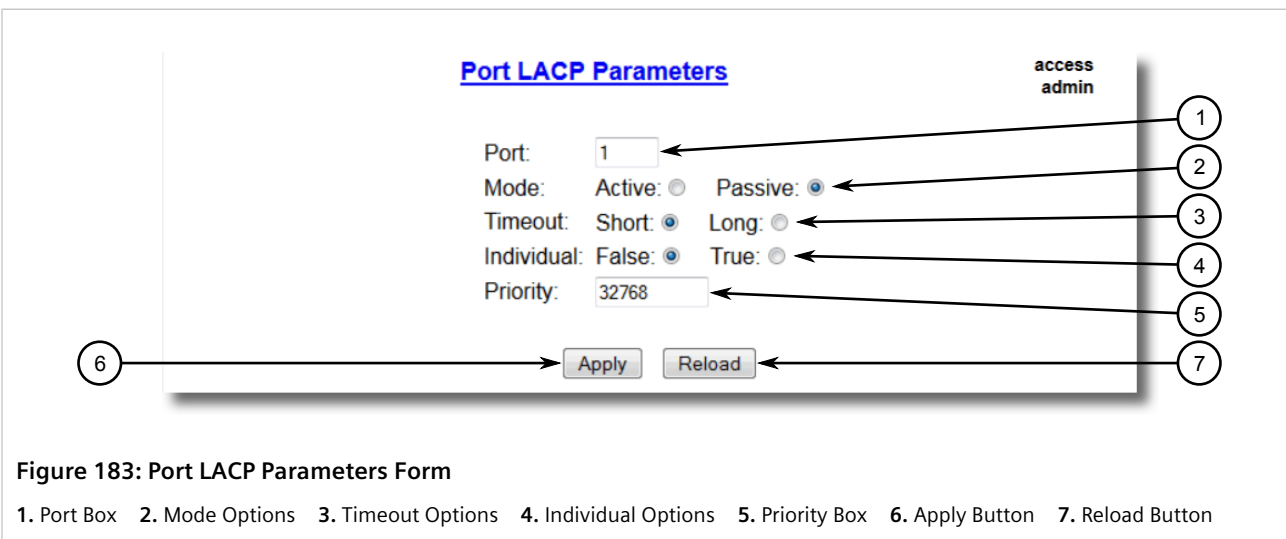 Port LACP Parameters
access
admin
1
Port: 1
2
Mode: Active: Passive:
3
Timeout: Short: Long:
4
Individual: False: True:
5
Priority: 32768
6
Apply Reload
7
Figure 183: Port LACP Parameters Form
1. Port Box 2. Mode Options 3. Timeout Options 4. Individual Options 5. Priority Box 6. Apply Button 7. Reload Button